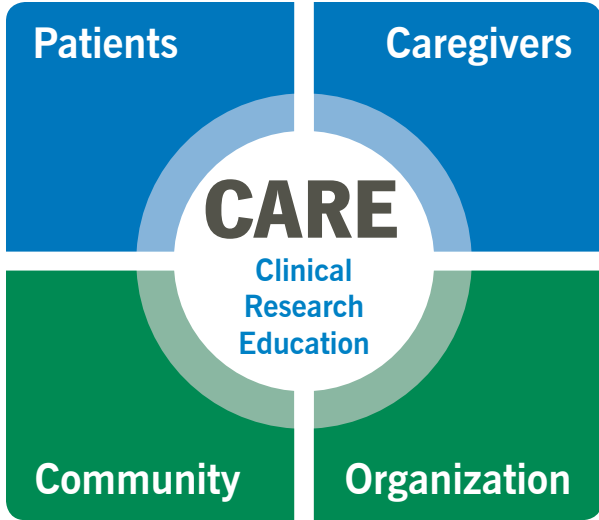 Patients
Caregivers
CARE
Clinical
Research
Education
Community
Organization